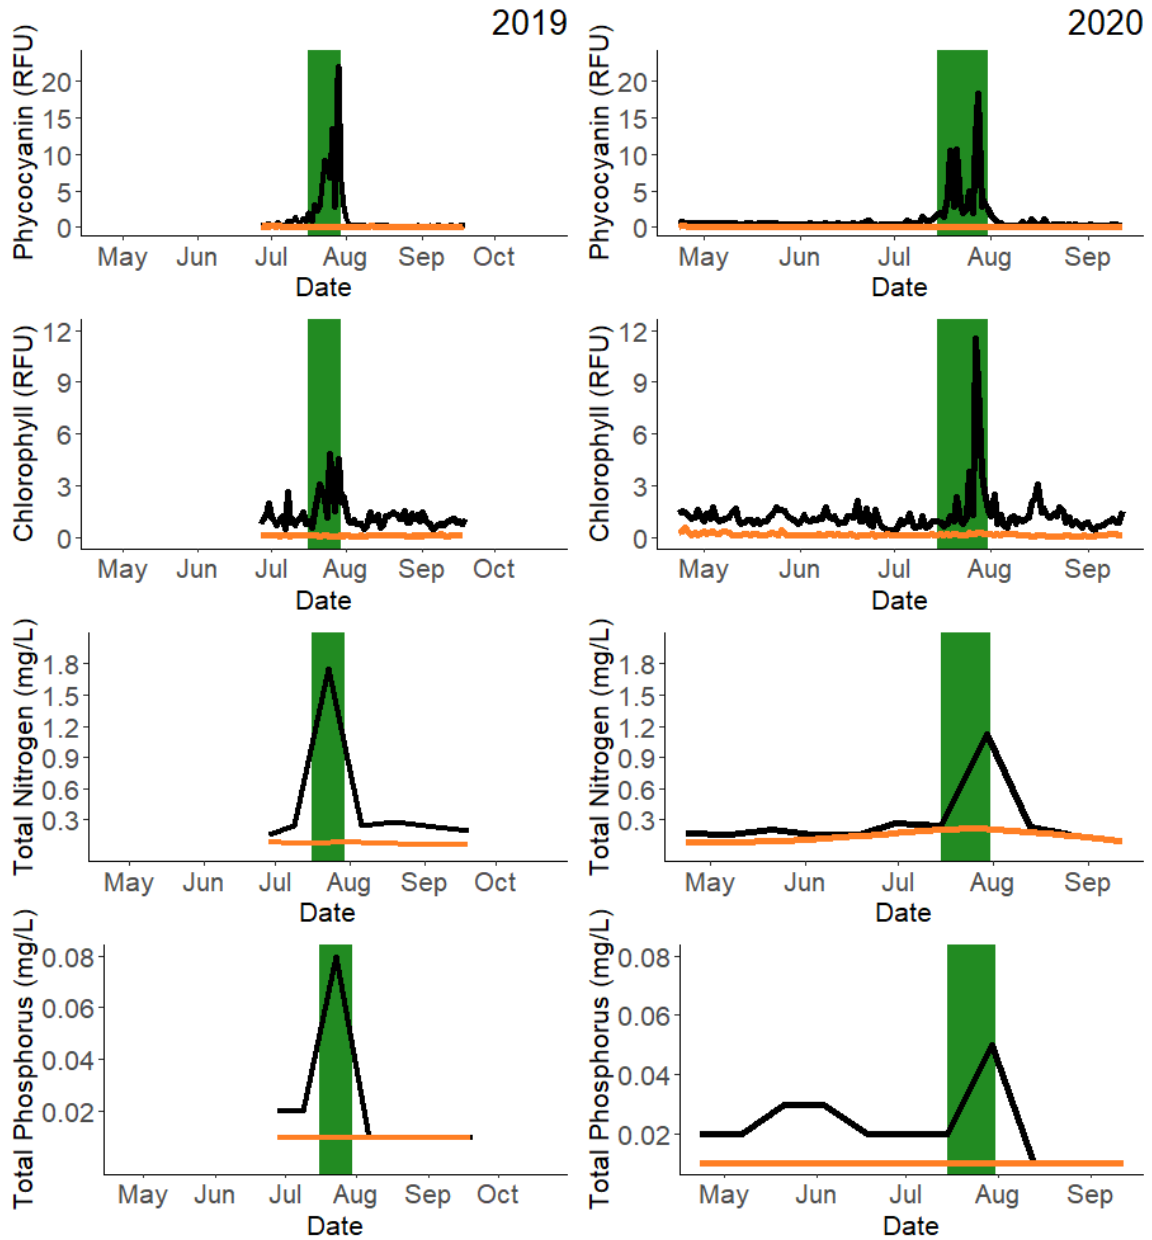 2019
2020
Phycocyanin (RFU)
20
15
10
5
0
May Jun Jul Aug Sep Oct
Date
Phycocyanin (RFU)
20
15
10
5
0
May Jun Jul Aug Sep
Date
Chlorophyll (RFU)
12
9
6
3
0
May Jun Jul Aug Sep Oct
Date
Chlorophyll (RFU)
12
9
6
3
0
May Jun Jul Aug Sep
Date
Total Nitrogen (mg/L)
1.8
1.5
1.2
0.9
0.6
0.3
May Jun Jul Aug Sep Oct
Date
Total Nitrogen (mg/L)
1.8
1.5
1.2
0.9
0.6
0.3
May Jun Jul Aug Sep
Date
Total Phosphorus (mg/L)
0.08
0.06
0.04
0.02
May Jun Jul Aug Sep Oct
Date
Total Phosphorus (mg/L)
0.08
0.06
0.04
0.02
May Jun Jul Aug Sep
Date